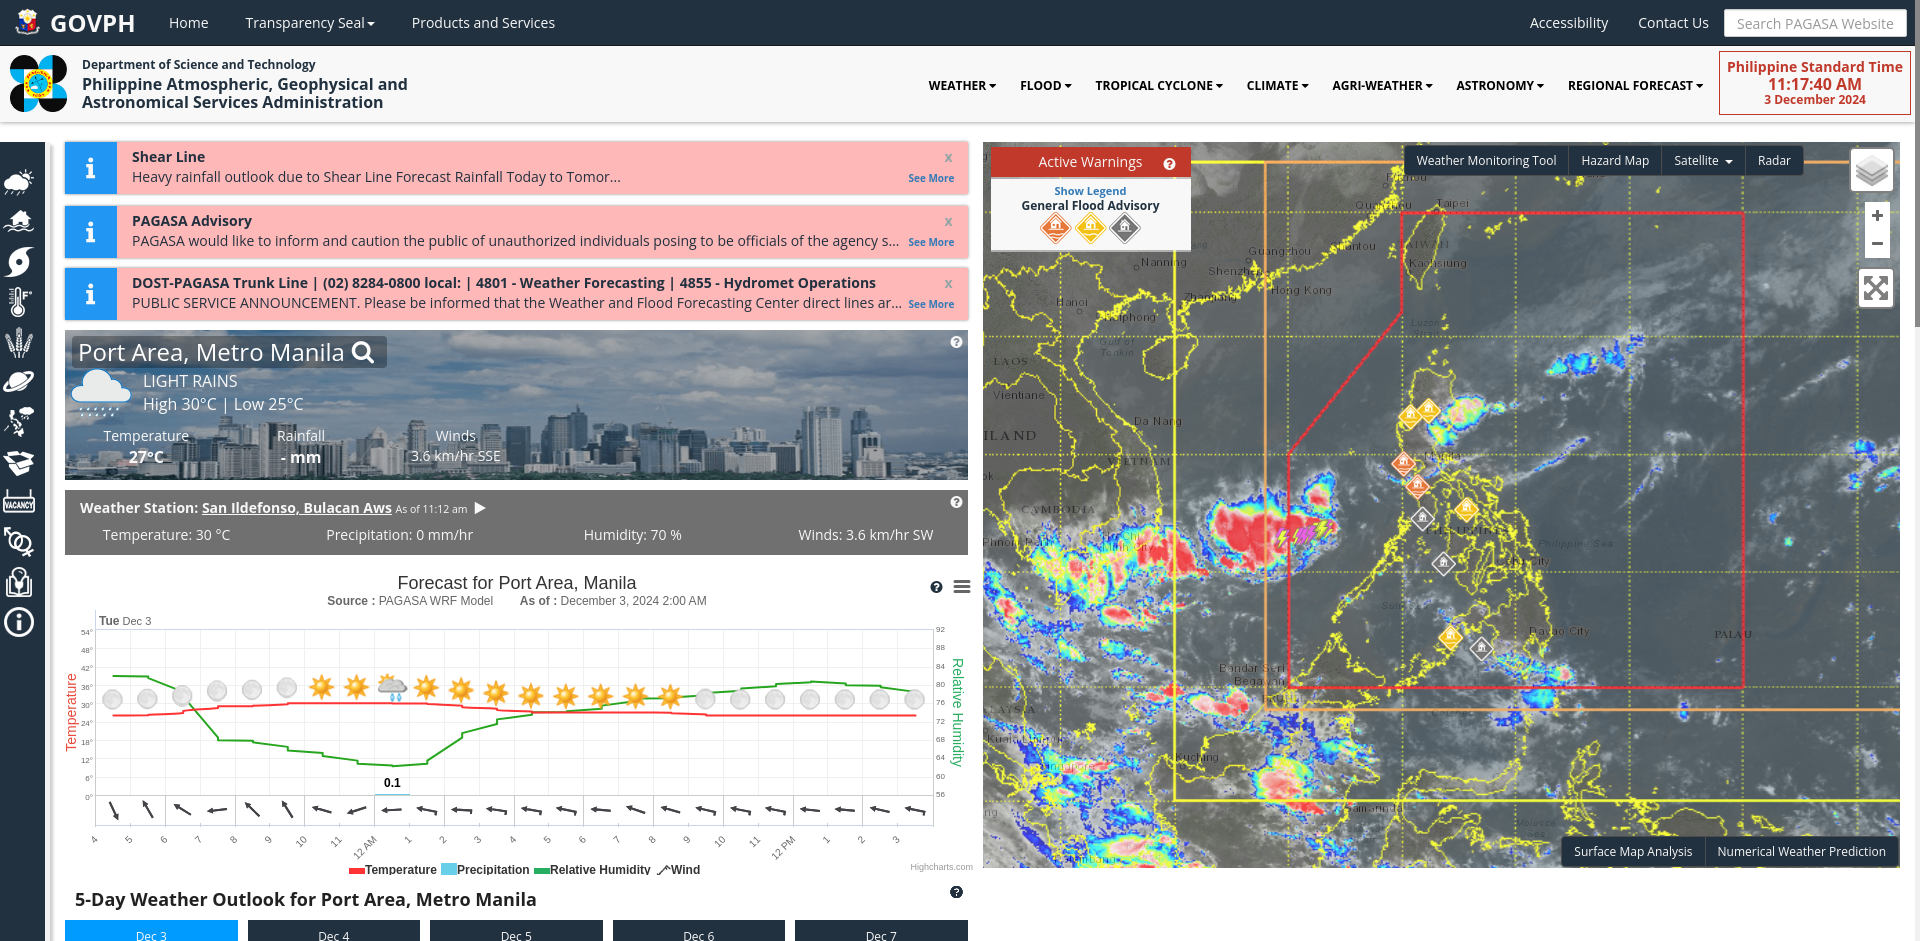 GOVPH
Home
Transparency Seal
Products and Services
Accessibility
Contact Us
Search PAGASA Website
Department of Science and Technology
Philippine Atmospheric, Geophysical and
Astronomical Services Administration
WEATHER
FLOOD
TROPICAL CYCLONE
CLIMATE
AGRI-WEATHER
ASTRONOMY
REGIONAL FORECAST
Philippine Standard Time
11:17:40 AM
3 December 2024
Shear Line
x
Heavy rainfall outlook due to Shear Line Forecast Rainfall Today to Tomor...
See More
PAGASA Advisory
x
PAGASA would like to inform and caution the public of unauthorized individuals posing to be officials of the agency s...
See More
DOST-PAGASA Trunk Line | (02) 8284-0800 local: | 4801 - Weather Forecasting | 4855 - Hydromet Operations
x
PUBLIC SERVICE ANNOUNCEMENT. Please be informed that the Weather and Flood Forecasting Center direct lines ar...
See More
Port Area, Metro Manila
LIGHT RAINS
High 30°C | Low 25°C
Temperature
Rainfall
Winds
27°C
- mm
3.6 km/hr SSE
Weather Station: San Ildefonso, Bulacan Aws As of 11:12 am
Temperature: 30 °C
Precipitation: 0 mm/hr
Humidity: 70 %
Winds: 3.6 km/hr SW
Forecast for Port Area, Manila
Source : PAGASA WRF Model
As of : December 3, 2024 2:00 AM
Tue Dec 3
54°
48°
42°
36°
30°
24°
18°
12°
6°
0°
Temperature
92
88
84
80
76
72
68
64
60
56
Relative Humidity
0.1
4
5
6
7
8
9
10
11
12 AM
1
2
3
4
5
6
7
8
9
10
11
12 PM
1
2
3
Temperature
Precipitation
Relative Humidity
Wind
Highcharts.com
5-Day Weather Outlook for Port Area, Metro Manila
Dec 3
Dec 4
Dec 5
Dec 6
Dec 7
VACANCY
Active Warnings
Show Legend
General Flood Advisory
Weather Monitoring Tool
Hazard Map
Satellite
Radar
+
−
Taipei
TAIWAN
Kaohsiung
Guangzhou
Shantou
Nanning
Shenzhen
Hong Kong
Zhanjiang
Hanoi
Haiphong
Gulf of
Tonkin
Luzon
LAOS
Vientiane
Da Nang
ILAND
VIETNAM
CAMBODIA
Minh City
Philippine Sea
Davao City
PALAU
Bandar Seri
Begawan
Kuala Lumpur
Singapore
Kuching
Samarinda
Surface Map Analysis
Numerical Weather Prediction